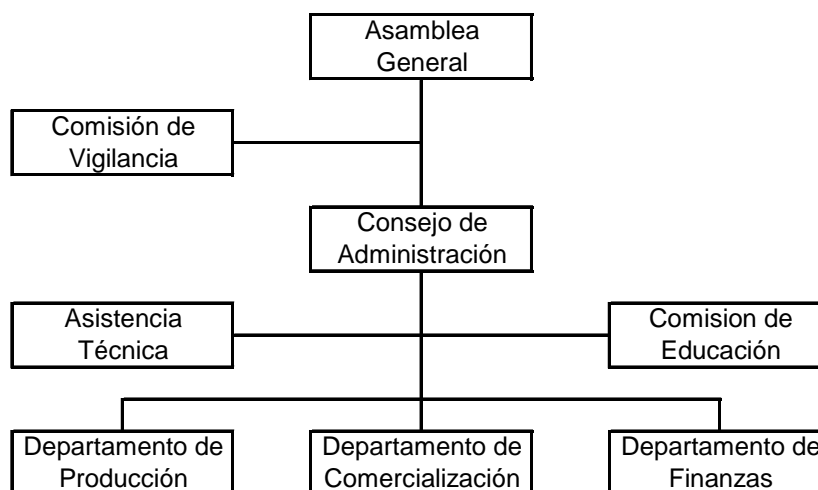 Asamblea
General
Comisión de
Vigilancia
Consejo de
Administración
Asistencia
Técnica
Comision de
Educación
Departamento de
Producción
Departamento de
Comercialización
Departamento de
Finanzas